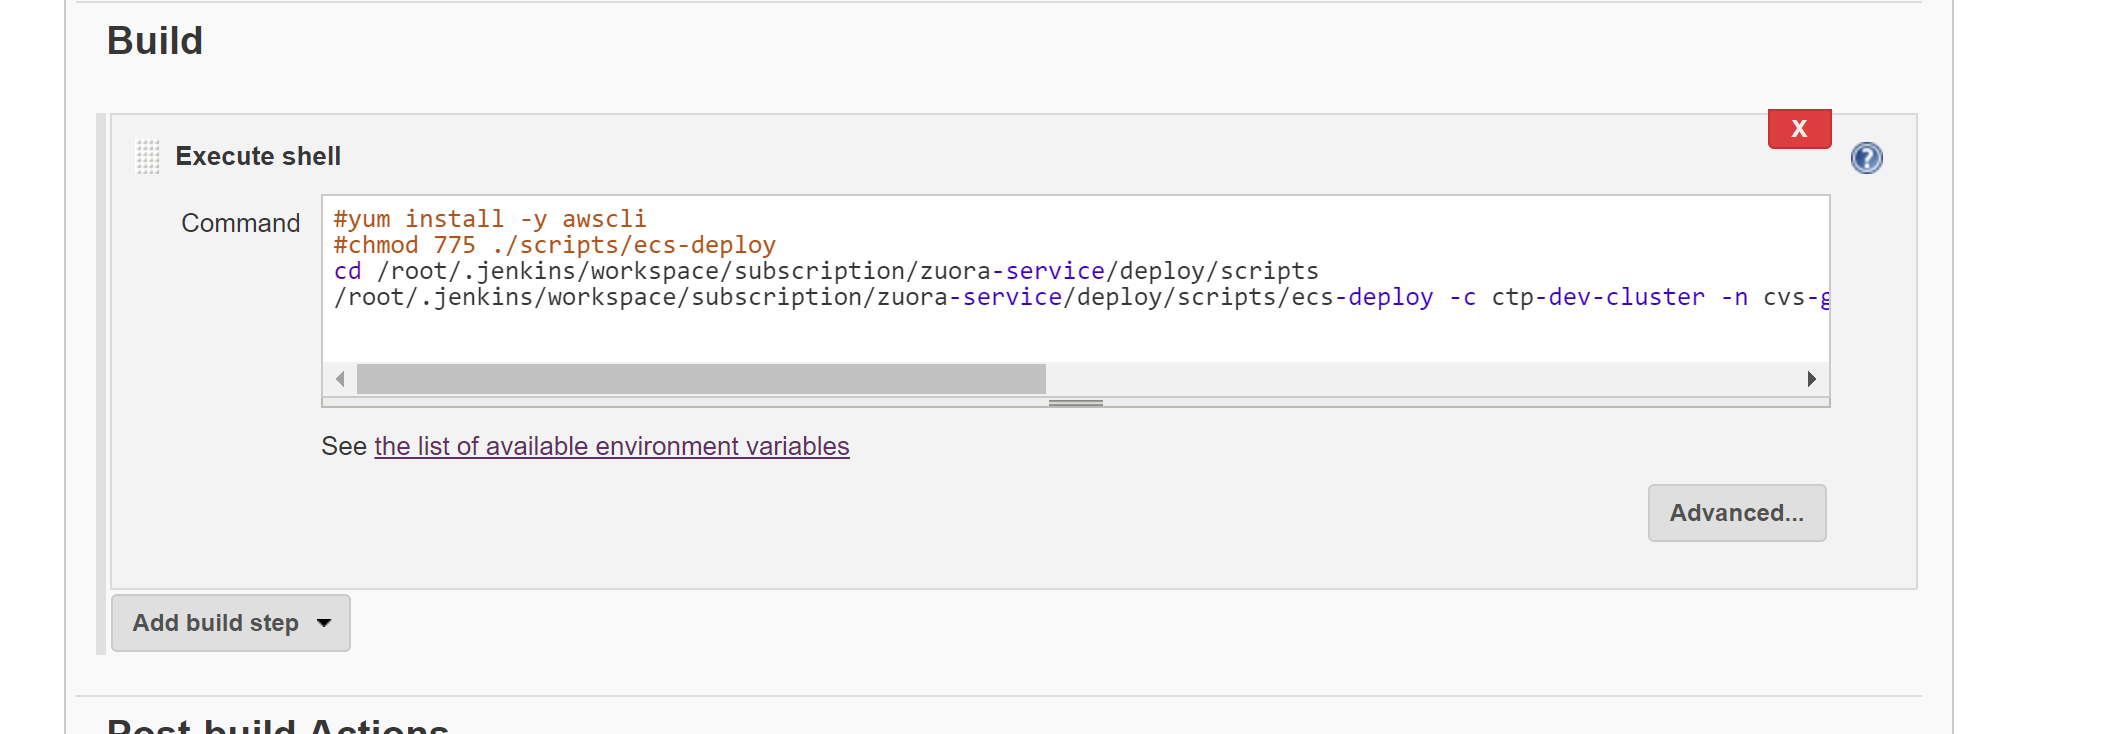 Build
X
Execute shell
?
Command
#yum install -y awscli
#chmod 775 ./scripts/ecs-deploy
cd /root/.jenkins/workspace/subscription/zuora-service/deploy/scripts
/root/.jenkins/workspace/subscription/zuora-service/deploy/scripts/ecs-deploy -c ctp-dev-cluster -n cvs-g
See the list of available environment variables
Advanced...
Add build step
Post-build Actions